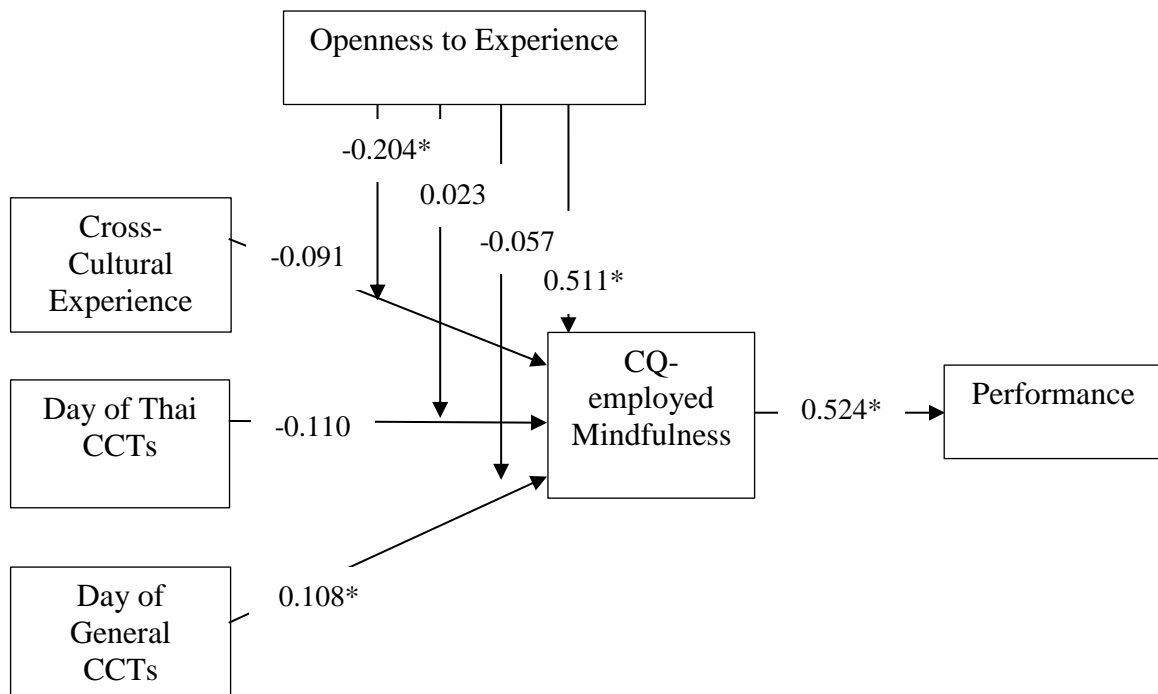 Openness to Experience
-0.204*
0.023
-0.057
0.511*
Cross-
Cultural
Experience
-0.091
Day of Thai
CCTs
-0.110
Day of
General
CCTs
0.108*
CQ-
employed
Mindfulness
0.524*
Performance